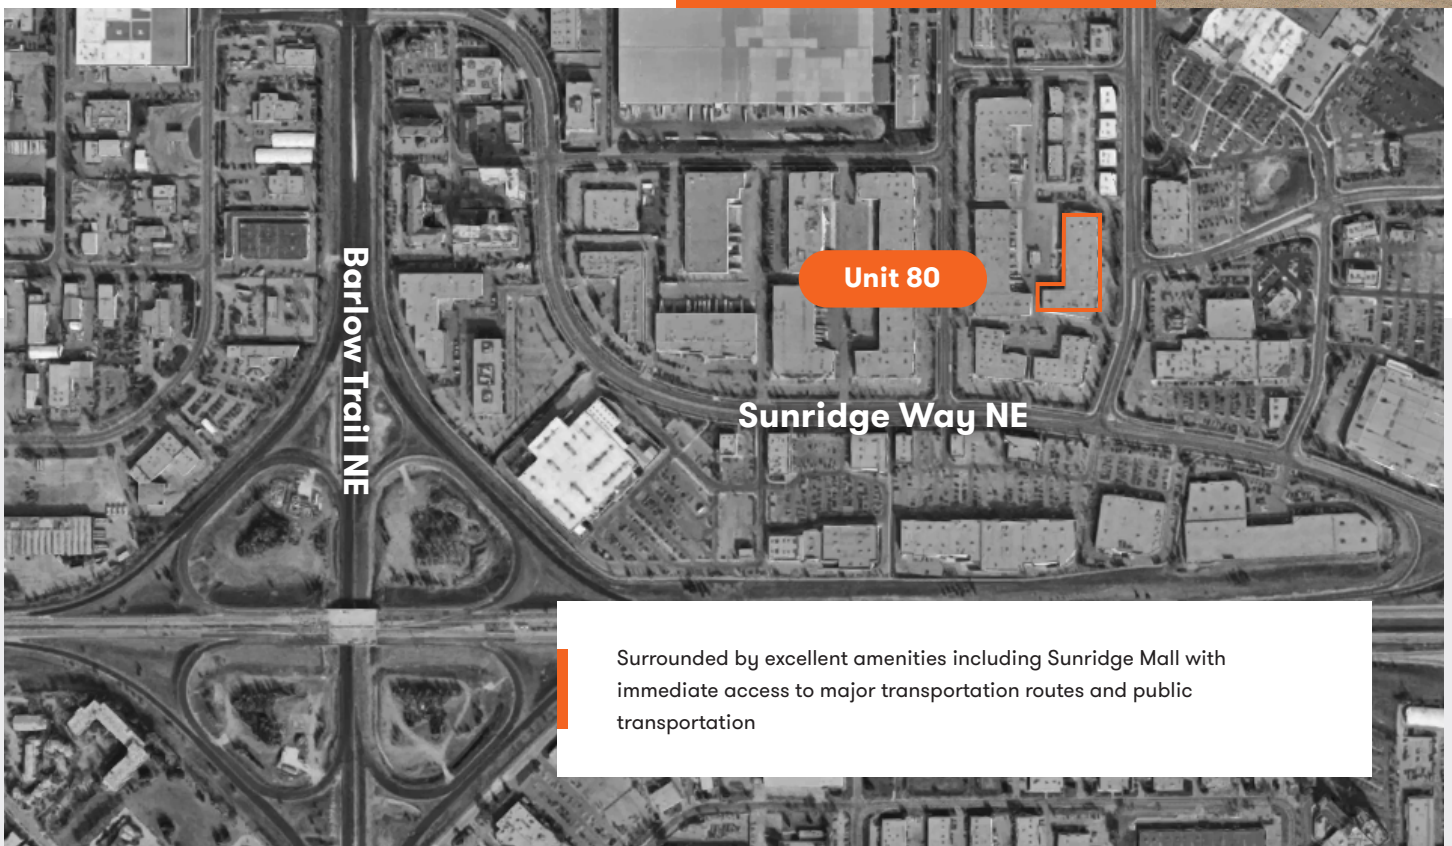 Unit 80
Barlow Trail NE
Sunridge Way NE
Surrounded by excellent amenities including Sunridge Mall with
immediate access to major transportation routes and public
transportation